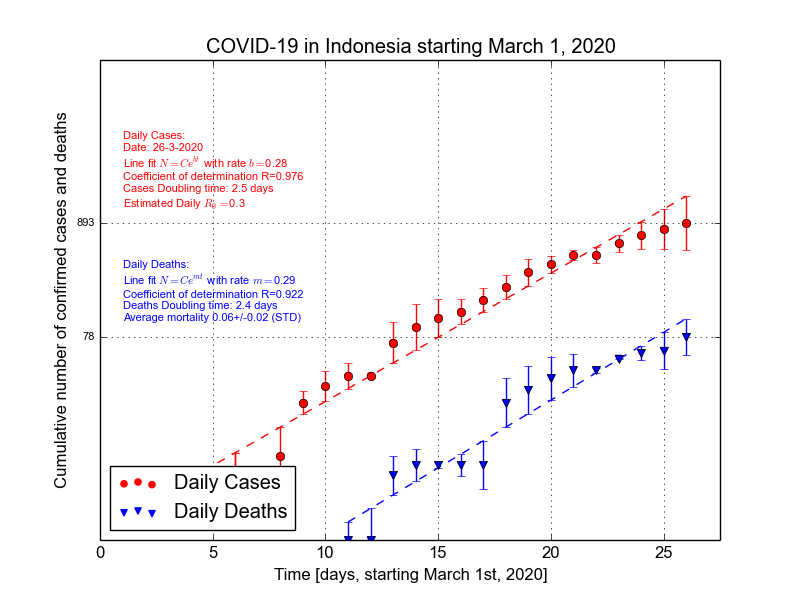 COVID-19 in Indonesia starting March 1, 2020
Cumulative number of confirmed cases and deaths
Daily Cases:
Date: 26-3-2020
Line fit N = Ce^{bt} with rate b =0.28
Coefficient of determination R=0.976
Cases Doubling time: 2.5 days
Estimated Daily R_0 =0.3
893
Daily Deaths:
Line fit N = Ce^{mt} with rate m =0.29
Coefficient of determination R=0.922
Deaths Doubling time: 2.4 days
Average mortality 0.06+/-0.02 (STD)
78
Daily Cases
Daily Deaths
0 5 10 15 20 25
Time [days, starting March 1st, 2020]